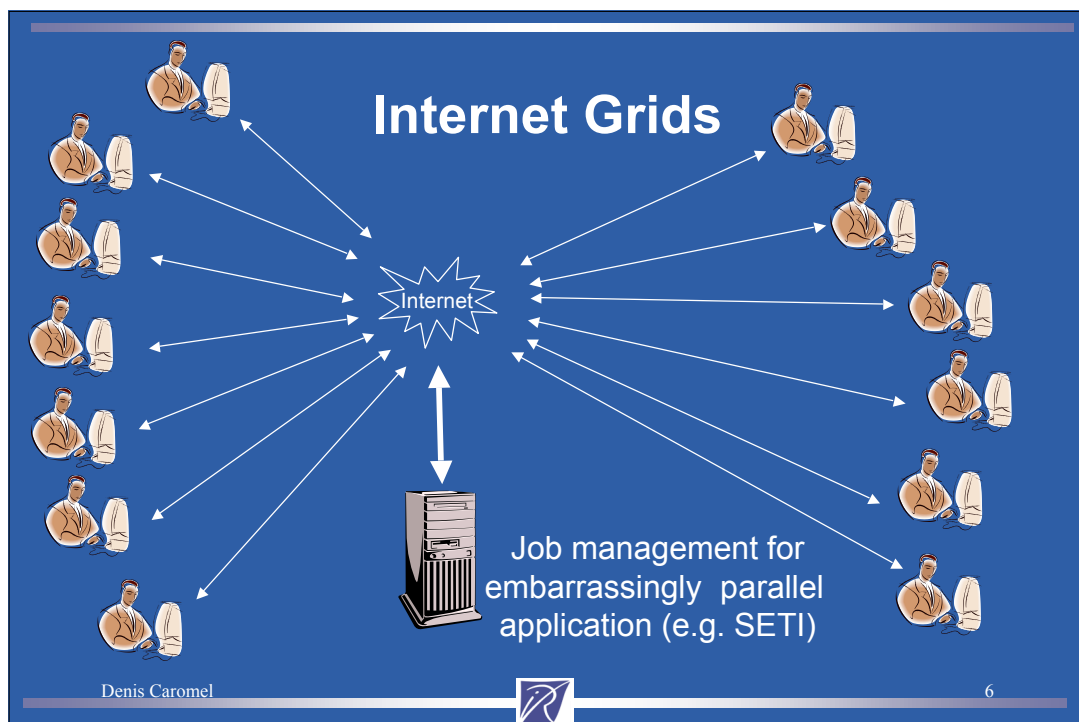 Internet Grids
Internet
Job management for
embarrassingly parallel
application (e.g. SETI)
Denis Caromel
6